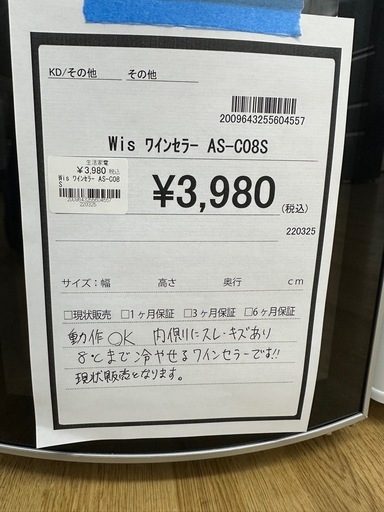 KD/その他 その他
2009643255604557
Wis ワインセラー AS-C08S
生活家電
¥3,980 税込
Wis ワインセラー AS-C08
S
2009643255604557
220325
¥3,980
(税込)
220325
サイズ:幅 高さ 奥行 cm
□現状販売 □1ヶ月保証 □3ヶ月保証 □6ヶ月保証
動作OK 内側にスレ・キズあり
8℃まで冷やせるワインセラーです!!
現状販売となります。